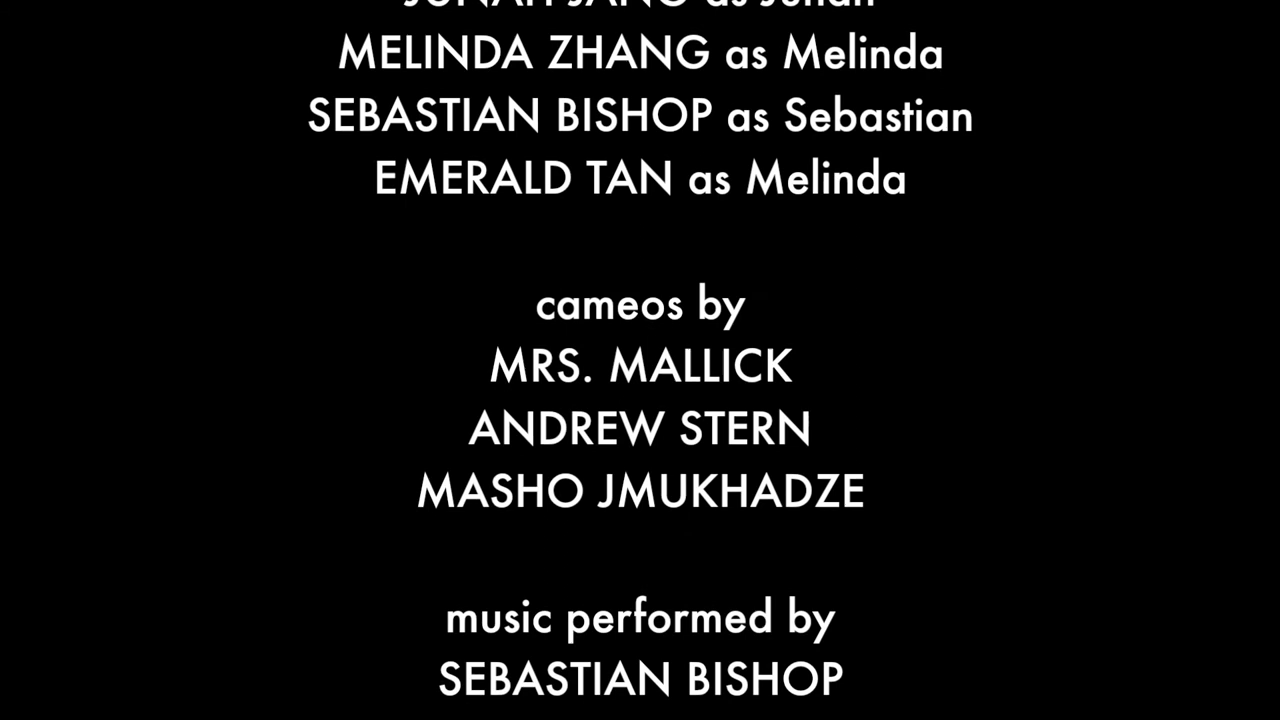 MELINDA ZHANG as Melinda
SEBASTIAN BISHOP as Sebastian
EMERALD TAN as Melinda
cameos by
MRS. MALLICK
ANDREW STERN
MASHO JMUKHADZE
music performed by
SEBASTIAN BISHOP